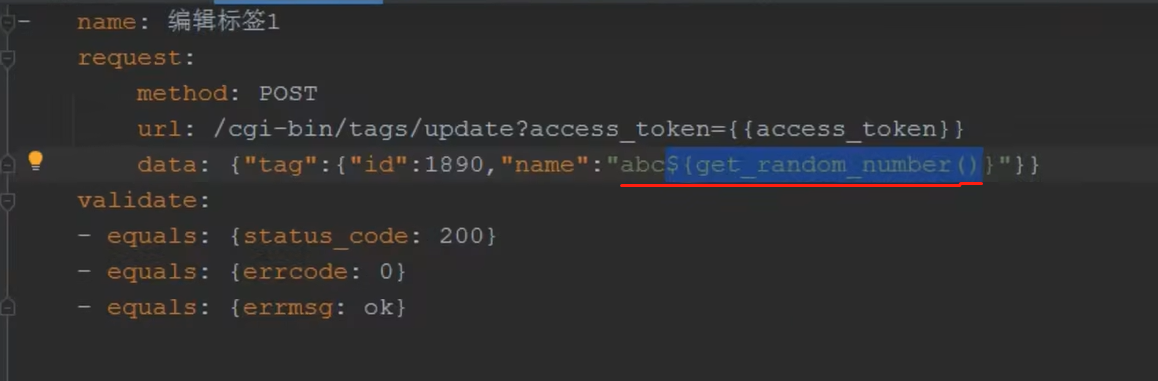 - name: 编辑标签1
request:
method: POST
url: /cgi-bin/tags/update?access_token={{access_token}}
data: {"tag":{"id":1890,"name":"abc${get_random_number()}"}}
validate:
- equals: {status_code: 200}
- equals: {errcode: 0}
- equals: {errmsg: ok}